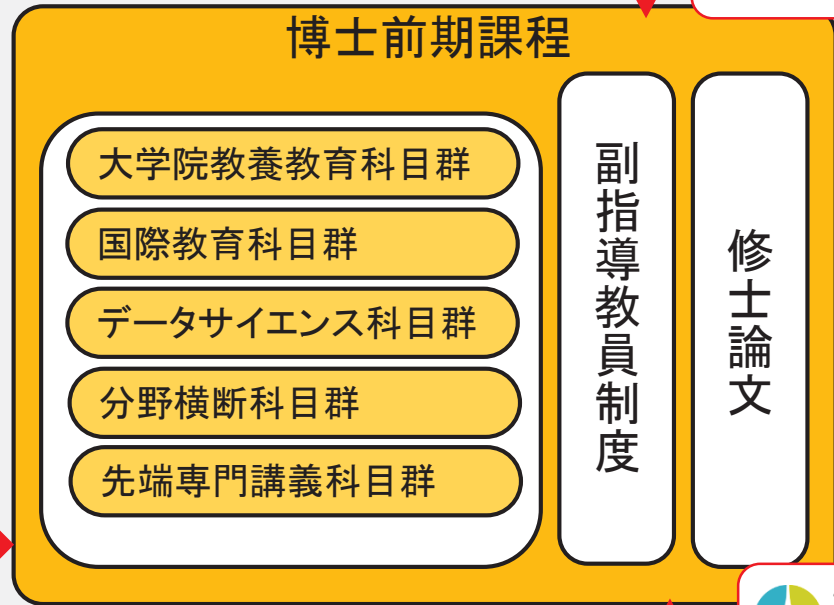 博士前期課程
大学院教養教育科目群
国際教育科目群
データサイエンス科目群
分野横断科目群
先端専門講義科目群
副指導教員制度
修士論文